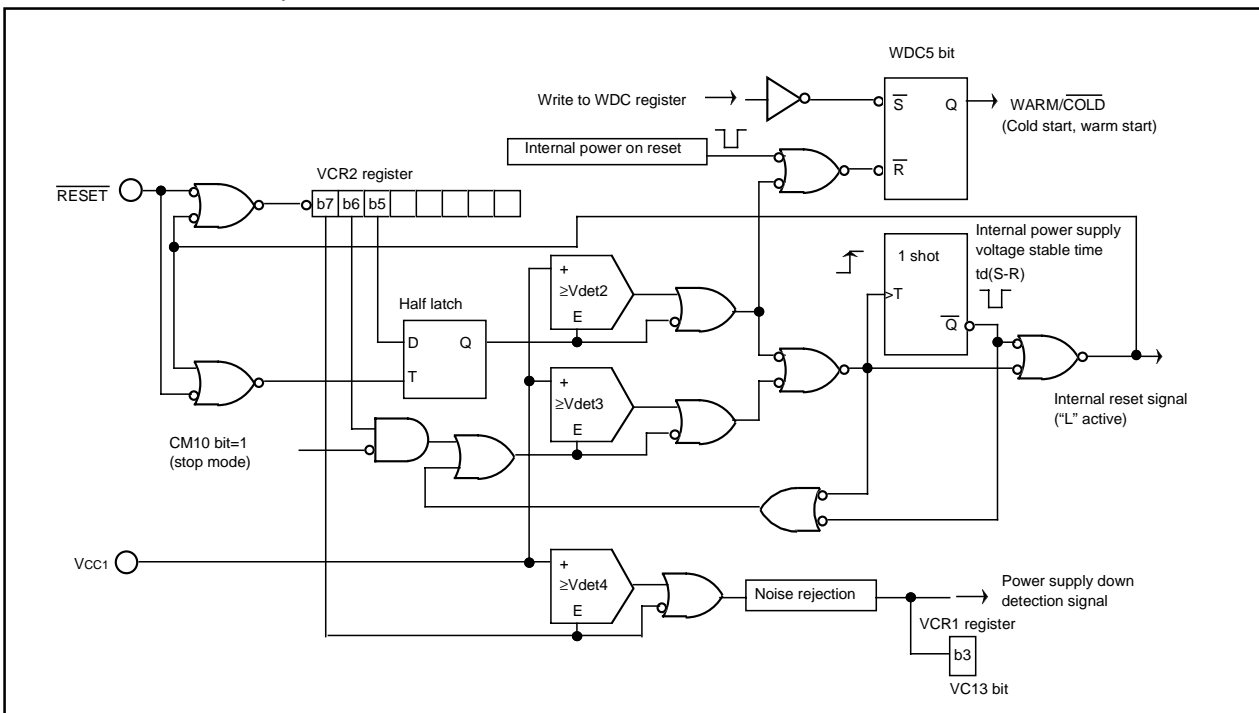 WDC5 bit
Write to WDC register
S
Q
WARM/COLD
(Cold start, warm start)
Internal power on reset
R
VCR2 register
RESET
b7 b6 b5
Internal power supply
voltage stable time
td(S-R)
1 shot
>T
Q
+
≥Vdet2
E
Half latch
D
Q
T
+
≥Vdet3
E
Internal reset signal
(“L” active)
CM10 bit=1
(stop mode)
VCC1
+
≥Vdet4
E
Noise rejection
Power supply down
detection signal
VCR1 register
b3
VC13 bit